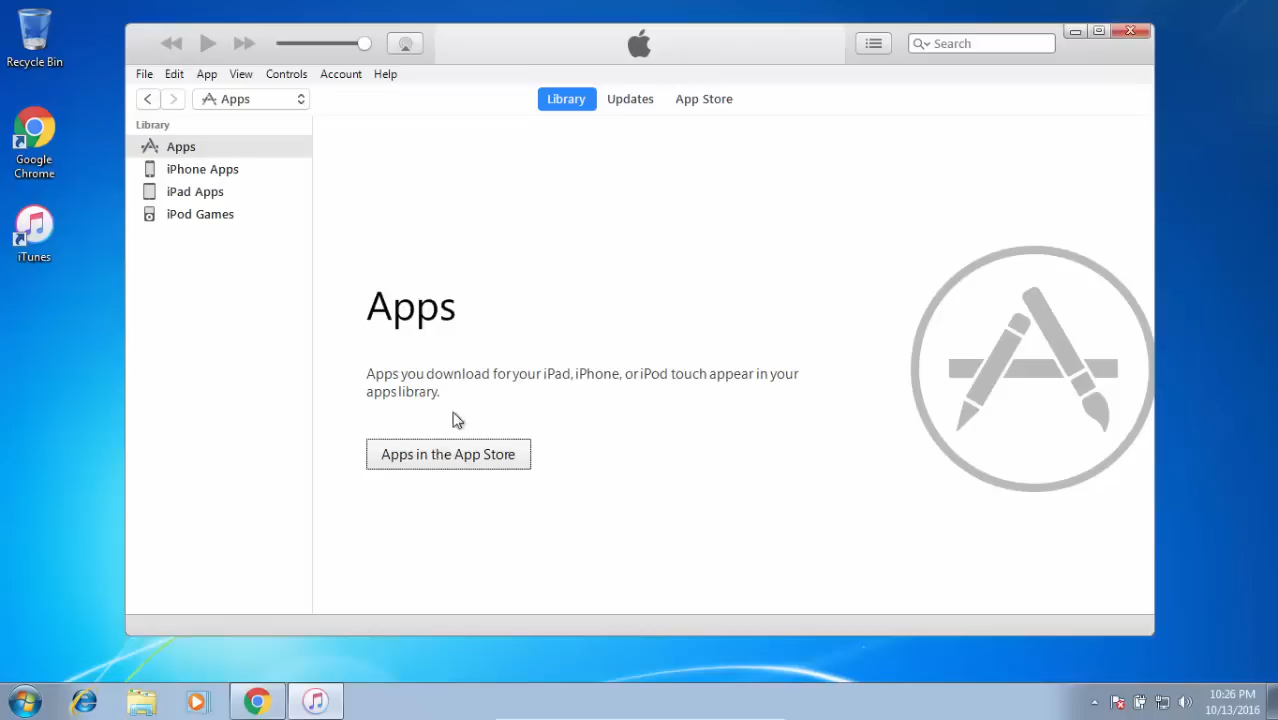 Recycle Bin
Google
Chrome
iTunes
Search
File Edit App View Controls Account Help
Apps
Library Updates App Store
Library
Apps
iPhone Apps
iPad Apps
iPod Games
Apps
Apps you download for your iPad, iPhone, or iPod touch appear in your
apps library.
Apps in the App Store
10:26 PM
10/13/2016